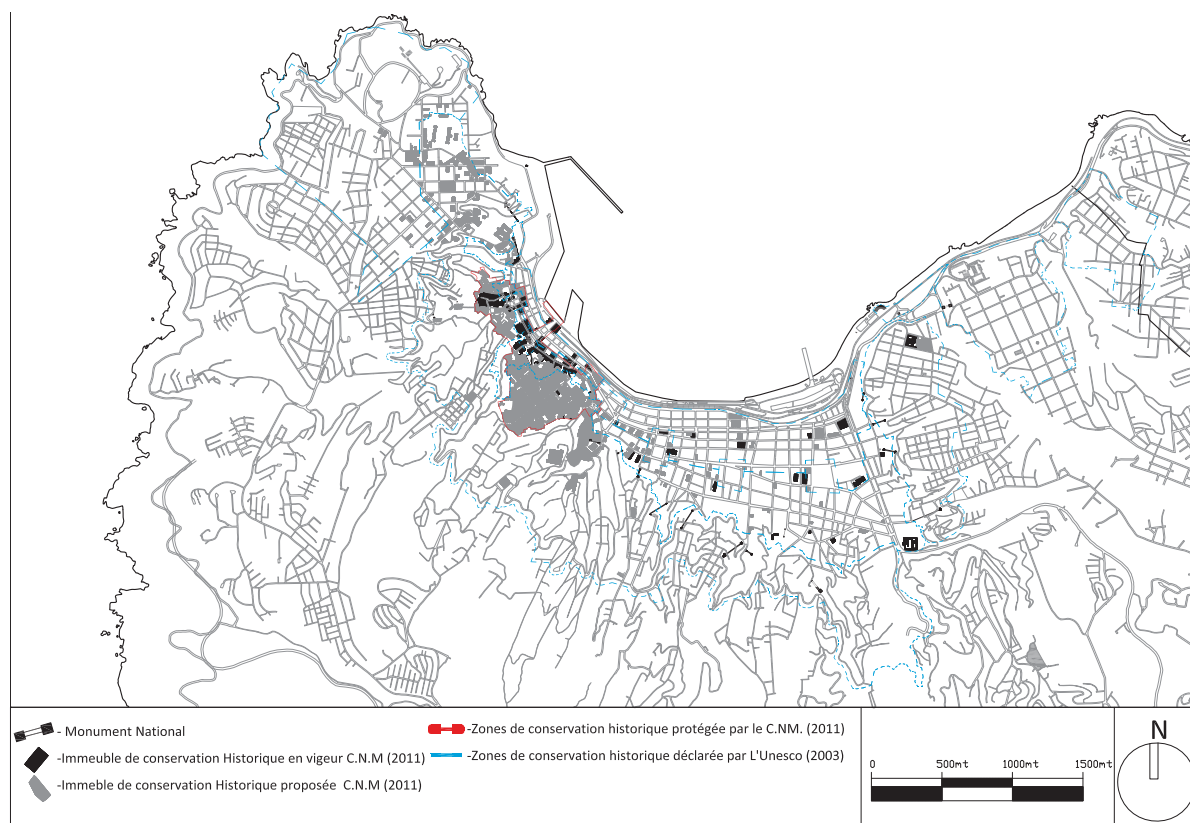 - Monument National
-Immeuble de conservation Historique en vigeur C.N.M (2011)
-Immeble de conservation Historique proposée C.N.M (2011)
-Zones de conservation historique protégée par le C.NM. (2011)
-Zones de conservation historique déclarée par L'Unesco (2003)
0 500mt 1000mt 1500mt
N